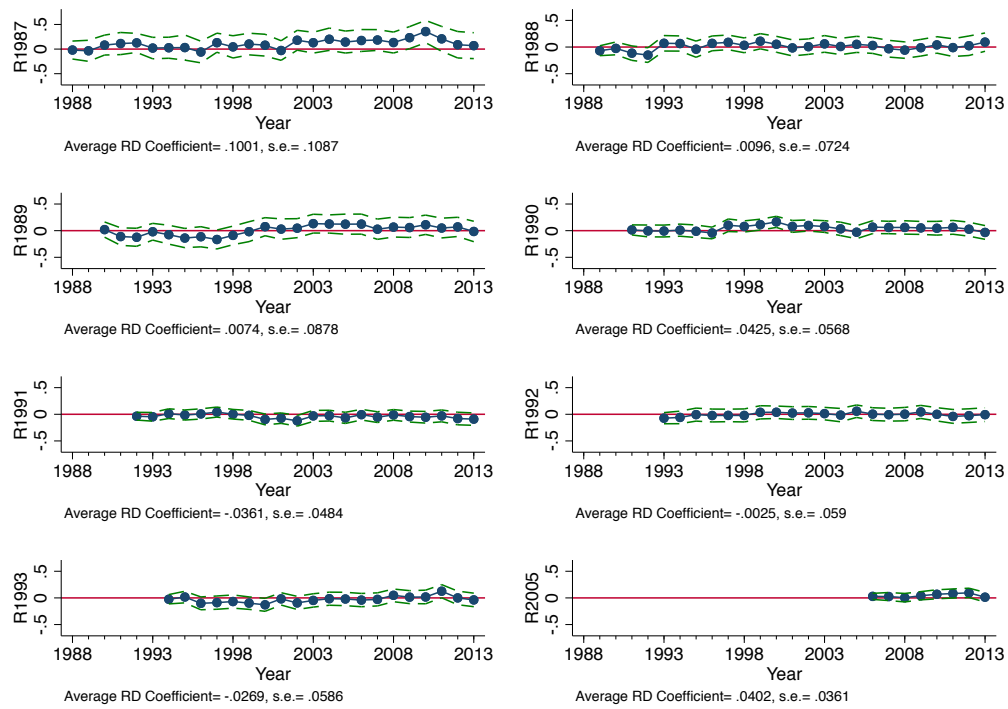 R1987
.5
0
-.5
1988 1993 1998 2003 2008 2013
Year
Average RD Coefficient= .1001, s.e.= .1087
R1988
.5
0
-.5
1988 1993 1998 2003 2008 2013
Year
Average RD Coefficient= .0096, s.e.= .0724
R1989
.5
0
-.5
1988 1993 1998 2003 2008 2013
Year
Average RD Coefficient= .0074, s.e.= .0878
R1990
.5
0
-.5
1988 1993 1998 2003 2008 2013
Year
Average RD Coefficient= .0425, s.e.= .0568
R1991
.5
0
-.5
1988 1993 1998 2003 2008 2013
Year
Average RD Coefficient= -.0361, s.e.= .0484
R1992
.5
0
-.5
1988 1993 1998 2003 2008 2013
Year
Average RD Coefficient= -.0025, s.e.= .059
R1993
.5
0
-.5
1988 1993 1998 2003 2008 2013
Year
Average RD Coefficient= -.0269, s.e.= .0586
R2005
.5
0
-.5
1988 1993 1998 2003 2008 2013
Year
Average RD Coefficient= .0402, s.e.= .0361